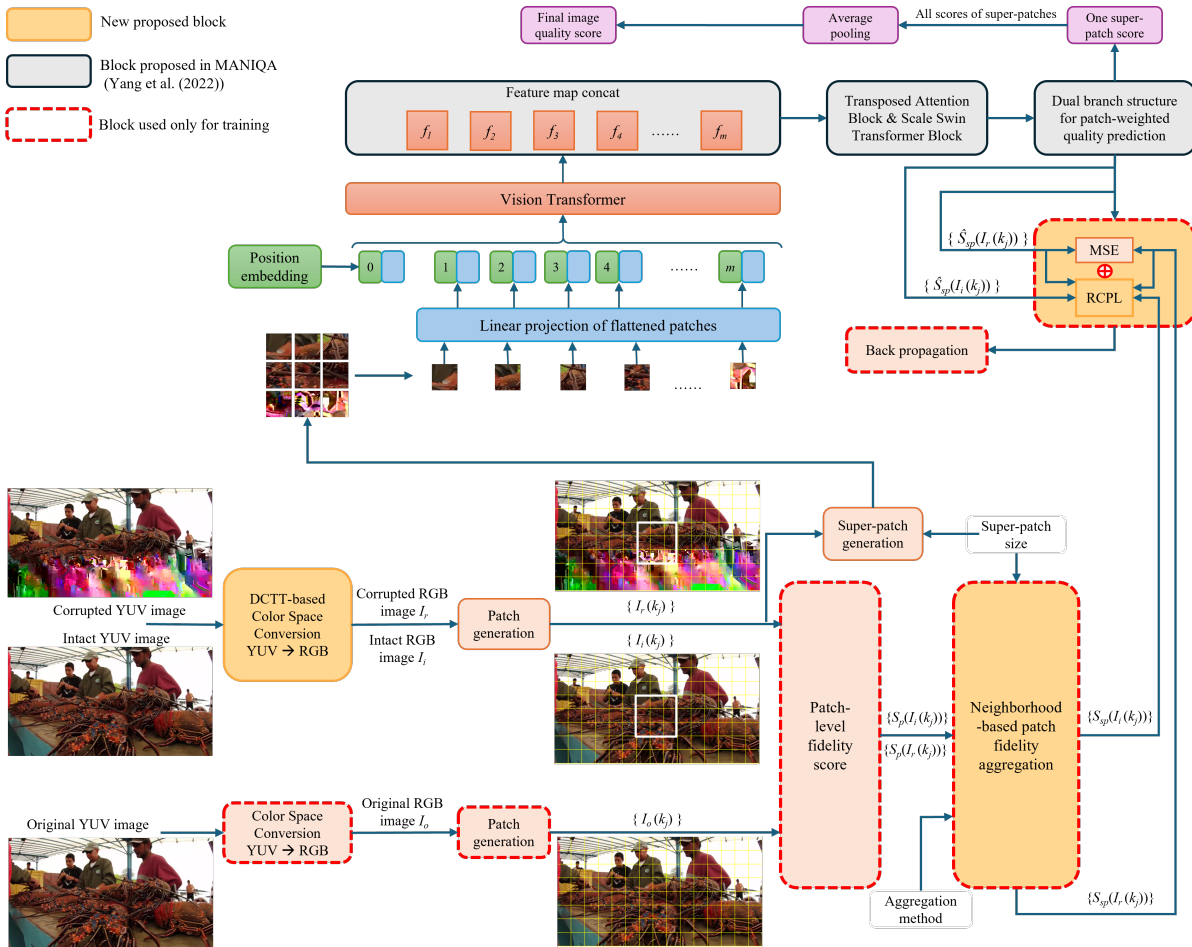 New proposed block
Block proposed in MANIQA
(Yang et al. (2022))
Block used only for training
Final image
quality score
Average
pooling
All scores of super-patches
One super-
patch score
Feature map concat
f1
f2
f3
f4
......
fm
Transposed Attention
Block & Scale Swin
Transformer Block
Dual branch structure
for patch-weighted
quality prediction
Vision Transformer
Position
embedding
0
1
2
3
4
......
m
Linear projection of flattened patches
......
{ Ŝsp(Ir (kj)) }
{ Ŝsp(Ii (kj)) }
MSE
RCPL
Back propagation
Corrupted YUV image
Intact YUV image
DCTT-based
Color Space
Conversion
YUV → RGB
Corrupted RGB
image Ir
Intact RGB
image Ii
Patch
generation
{ Ir (kj) }
{ Ii (kj) }
Super-patch
generation
Super-patch
size
Patch-
level
fidelity
score
{Sp(Ii (kj))}
{Sp(Ir (kj))}
Neighborhood
-based patch
fidelity
aggregation
{Ssp(Ii (kj))}
{Ssp(Ir (kj))}
Aggregation
method
Original YUV image
Color Space
Conversion
YUV → RGB
Original RGB
image Io
Patch
generation
{ Io (kj) }